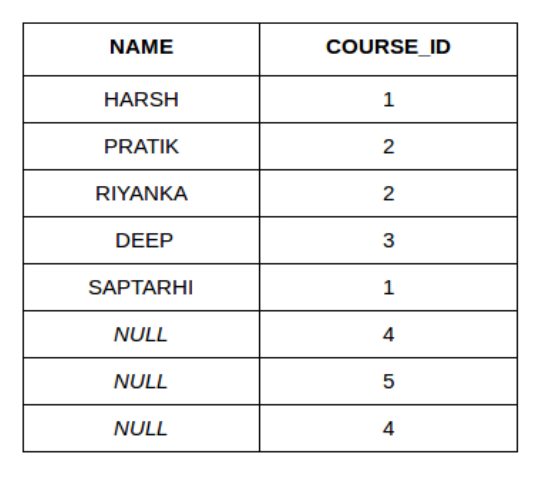 NAME COURSE_ID
HARSH 1
PRATIK 2
RIYANKA 2
DEEP 3
SAPTARHI 1
NULL 4
NULL 5
NULL 4